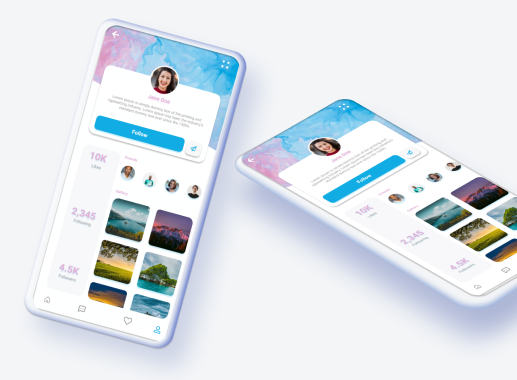 Jane Doe
Lorem Ipsum is simply dummy text of the printing and
typesetting industry. Lorem Ipsum has been the industry's
standard dummy text ever since the 1500s,
Follow
10K
Likes
Friends
2,345
Following
Gallery
4.5K
Followers
Jane Doe
Follow
10K
Likes
2,345
Following
4.5K
Followers